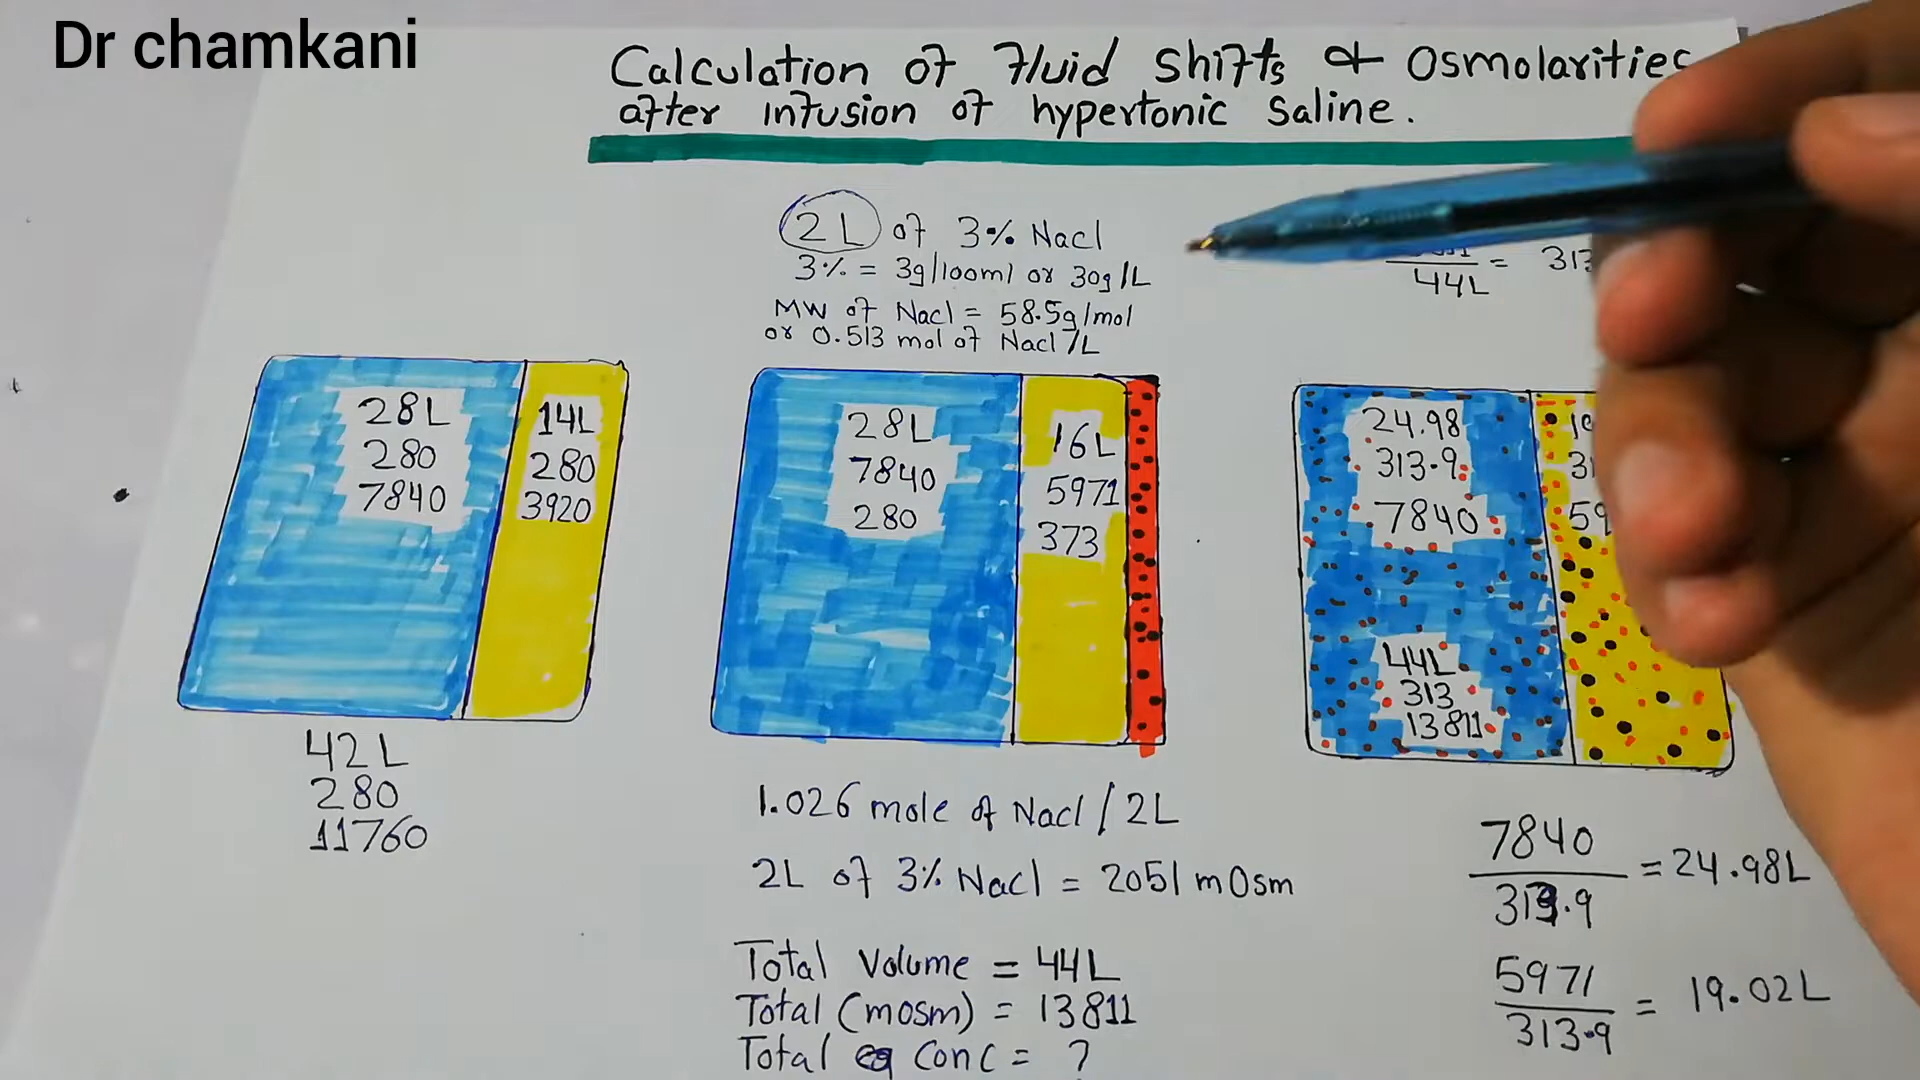 Dr chamkani
Calculation of Fluid shifts & Osmolarities
after infusion of hypertonic saline.
2 L of 3% Nacl
3% = 3g/100ml or 30g/L
MW of Nacl = 58.5g/mol
or 0.513 mol of Nacl/L
44L = 313
28L
280
7840
14L
280
3920
42 L
280
11760
28L
7840
280
16L
5971
373
1.026 mole of Nacl / 2L
2L of 3% Nacl = 2051 mOsm
Total Volume = 44L
Total (mosm) = 13811
Total eq Conc = ?
24.98
313.9
7840
44L
313
13811
7840
313.9
= 24.98L
5971
313.9
= 19.02L